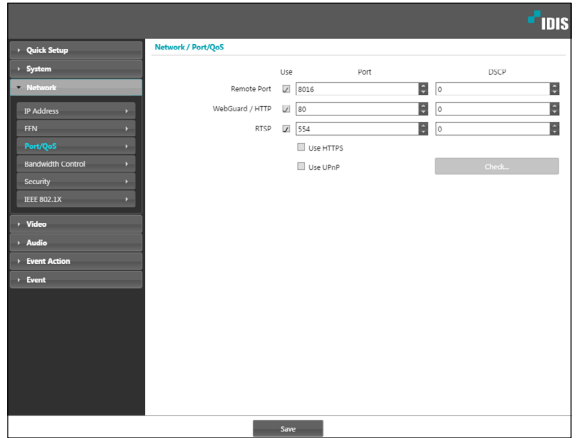 IDIS
Quick Setup
System
Network
IP Address
FEN
Port/QoS
Bandwidth Control
Security
IEEE 802.1X
Video
Audio
Event Action
Event
Network / Port/QoS
Use Port DSCP
Remote Port 8016 0
WebGuard / HTTP 80 0
RTSP 554 0
Use HTTPS
Use UPnP Check...
Save